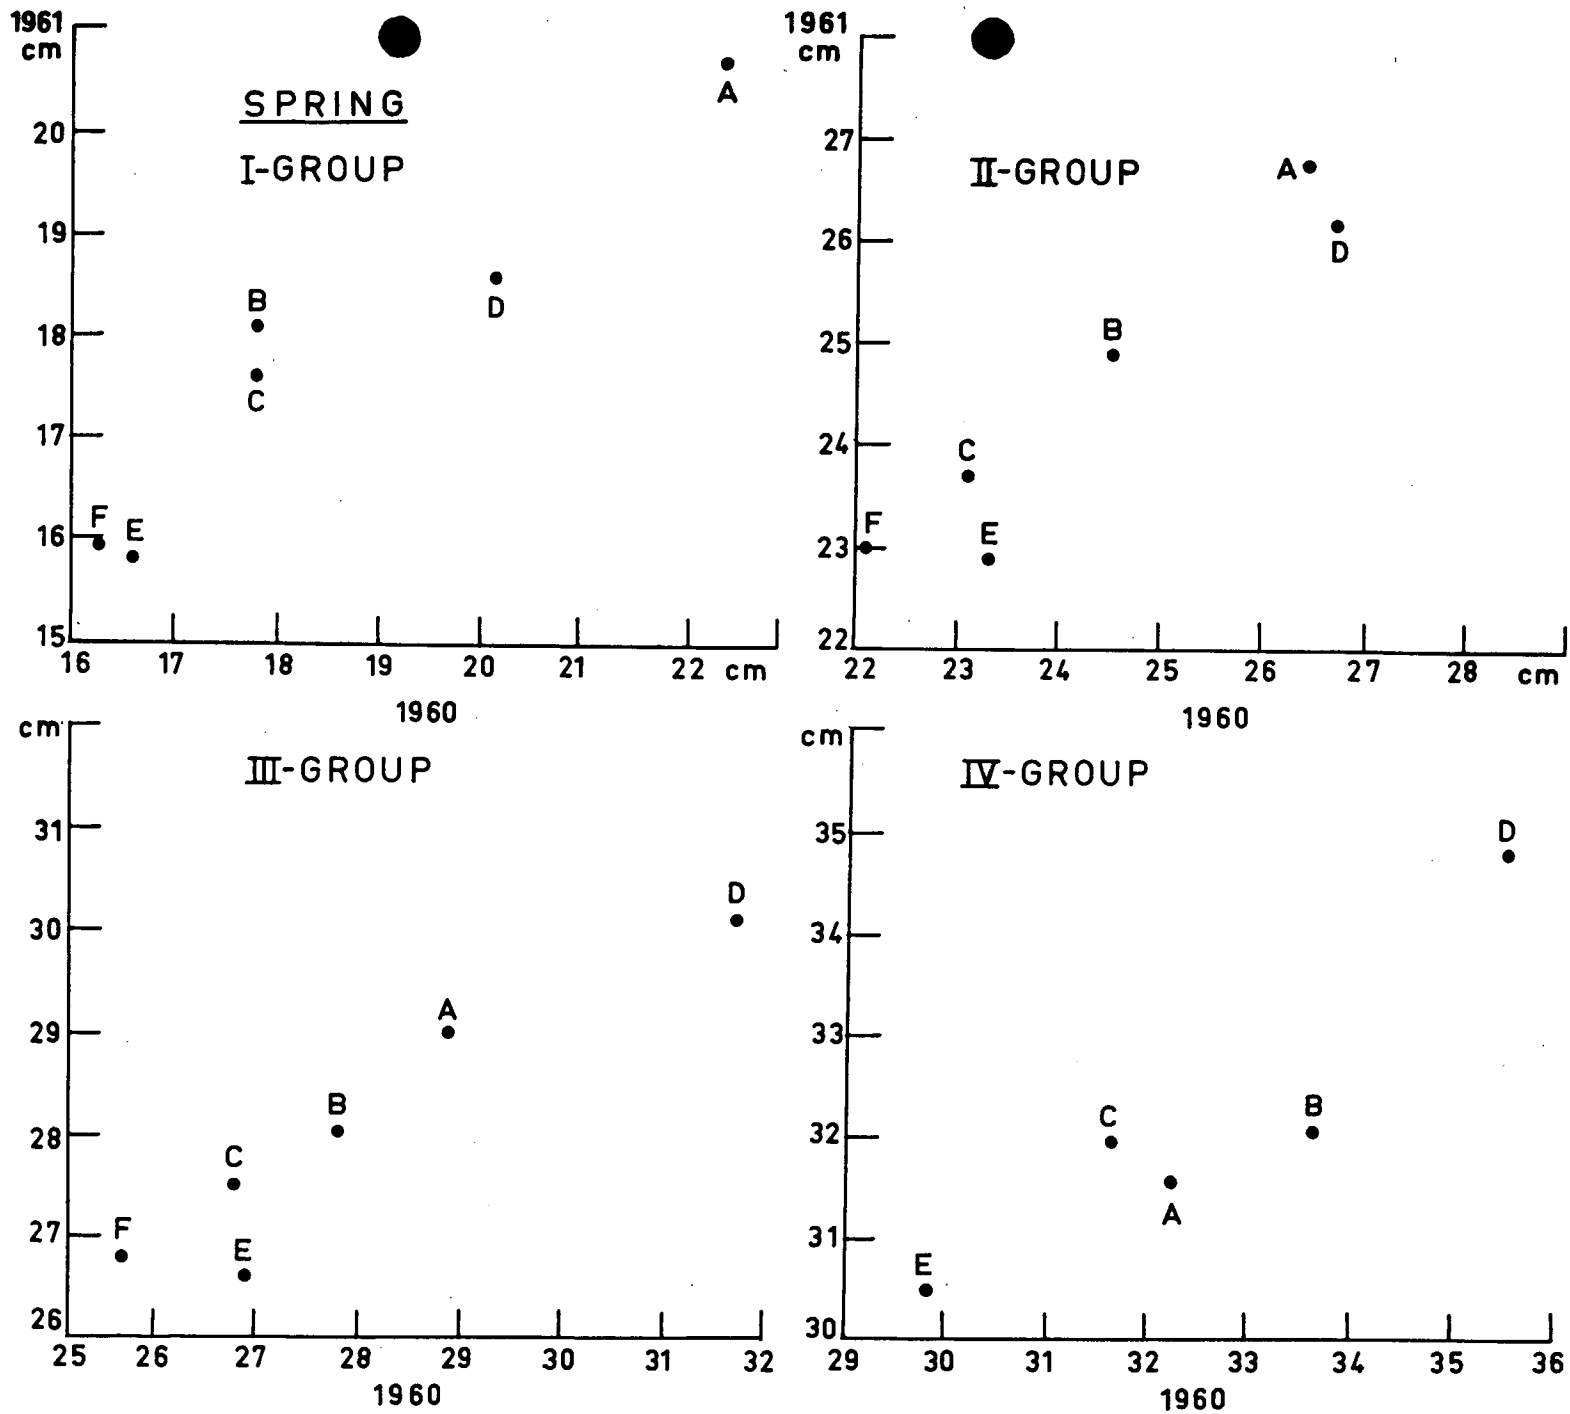 1961
cm
SPRING
I-GROUP
20
19
18
17
16
15
A
B
D
C
F
E
16 17 18 19 20 21 22 cm
1960
1961
cm
II-GROUP
27
26
25
24
23
22
A
D
B
C
F
E
22 23 24 25 26 27 28 cm
1960
cm
III-GROUP
31
30
29
28
27
26
D
A
B
C
F
E
25 26 27 28 29 30 31 32
1960
cm
IV-GROUP
35
34
33
32
31
30
D
C
B
A
E
29 30 31 32 33 34 35 36
1960